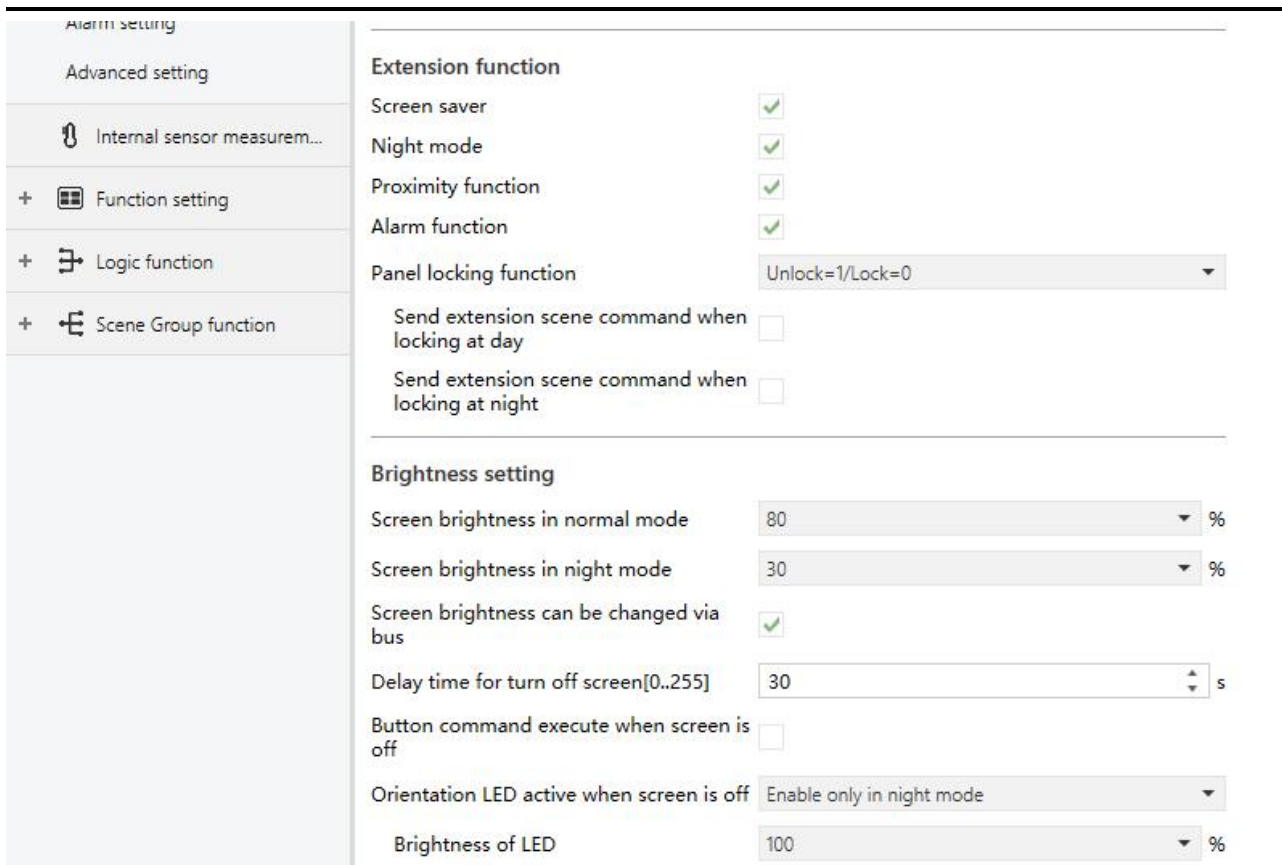 Alarm setting
Advanced setting
Internal sensor measurem...
+ Function setting
+ Logic function
+ Scene Group function
Extension function
Screen saver
Night mode
Proximity function
Alarm function
Panel locking function Unlock=1/Lock=0
Send extension scene command when
locking at day
Send extension scene command when
locking at night
Brightness setting
Screen brightness in normal mode 80 %
Screen brightness in night mode 30 %
Screen brightness can be changed via
bus
Delay time for turn off screen[0..255] 30 s
Button command execute when screen is
off
Orientation LED active when screen is off Enable only in night mode
Brightness of LED 100 %